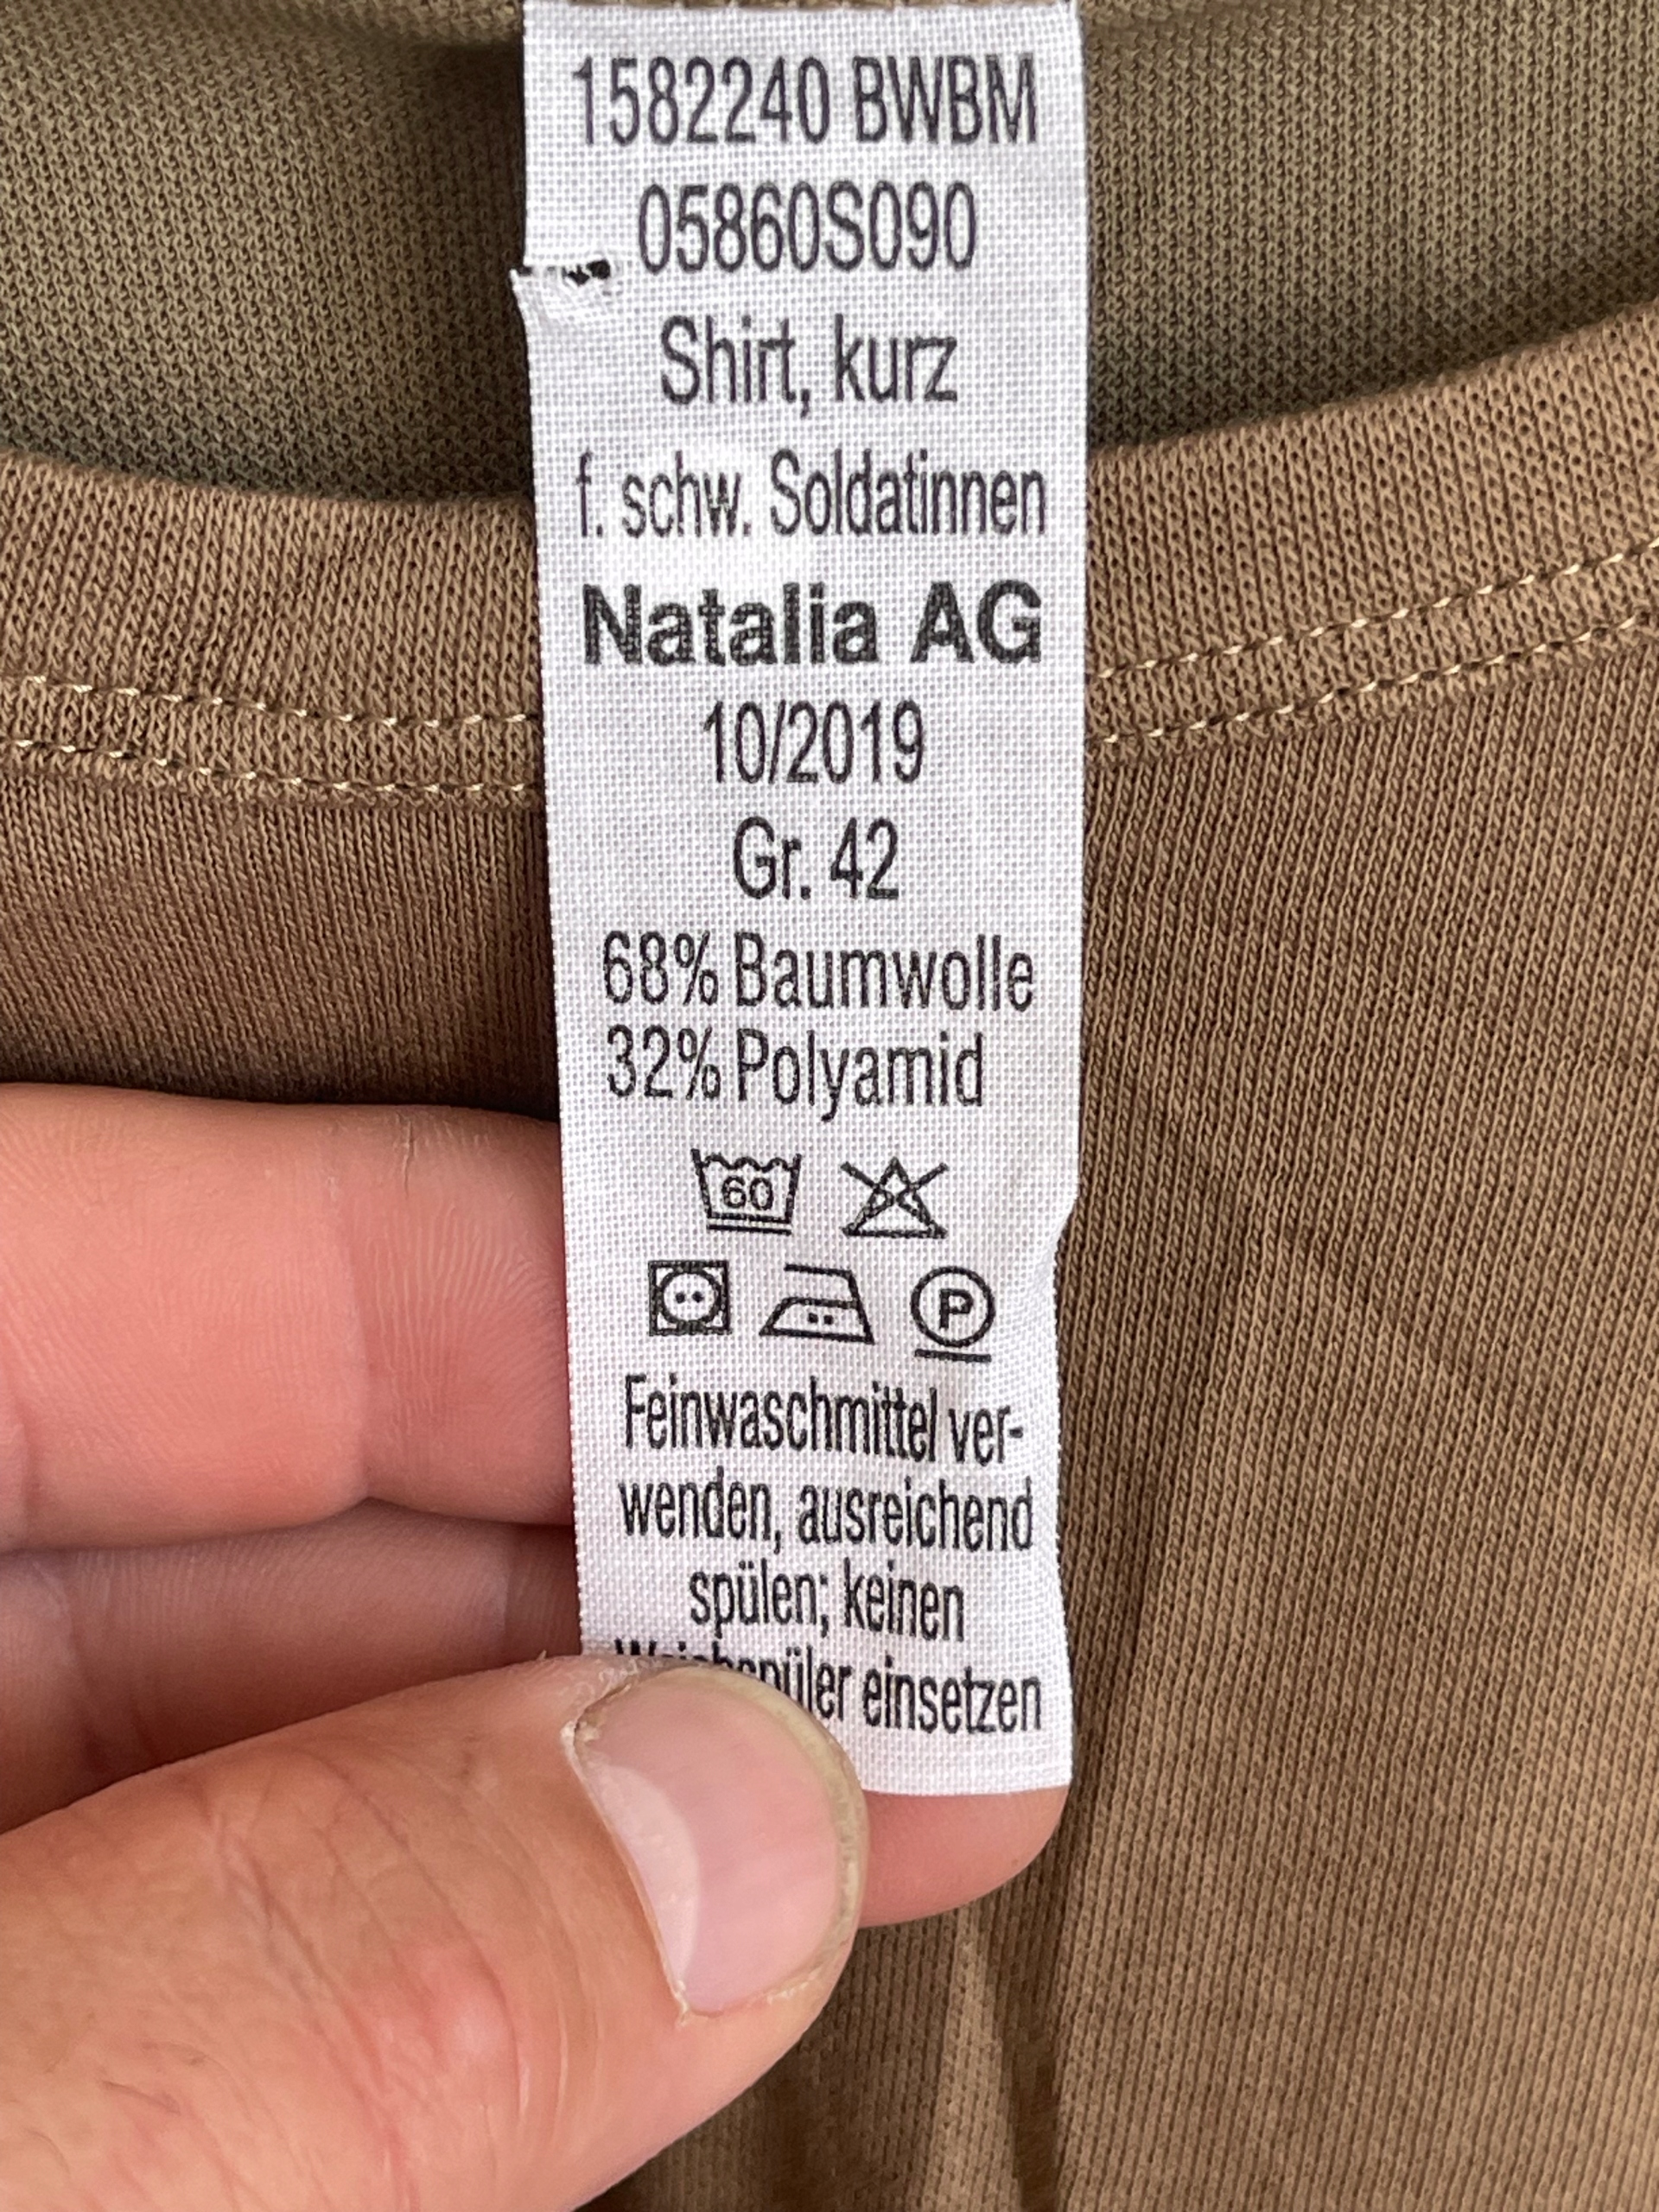 1582240 BWBM
05860S090
Shirt, kurz
f. schw. Soldatinnen
Natalia AG
10/2019
Gr. 42
68% Baumwolle
32% Polyamid
60
P
Feinwaschmittel ver-
wenden, ausreichend
spülen; keinen
Weichspüler einsetzen